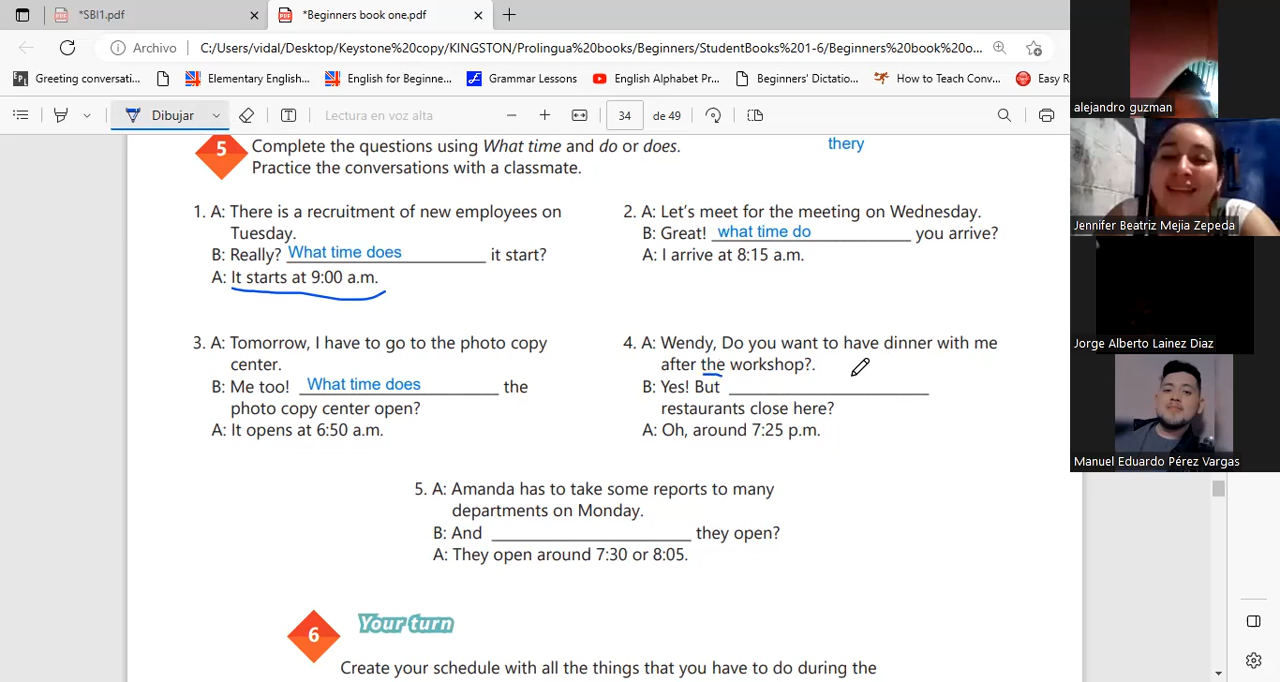 *SBI1.pdf
*Beginners book one.pdf
Archivo
C:/Users/vidal/Desktop/Keystone%20copy/KINGSTON/Prolingua%20books/Beginners/StudentBooks%201-6/Beginners%20book%20o...
Greeting conversati...
Elementary English...
English for Beginne...
Grammar Lessons
English Alphabet Pr...
Beginners' Dictatio...
How to Teach Conv...
Easy R
Dibujar
Lectura en voz alta
34
de 49
5 Complete the questions using What time and do or does.
Practice the conversations with a classmate.
thery
1. A: There is a recruitment of new employees on
Tuesday.
B: Really? What time does it start?
A: It starts at 9:00 a.m.
2. A: Let's meet for the meeting on Wednesday.
B: Great! what time do you arrive?
A: I arrive at 8:15 a.m.
3. A: Tomorrow, I have to go to the photo copy
center.
B: Me too! What time does the
photo copy center open?
A: It opens at 6:50 a.m.
4. A: Wendy, Do you want to have dinner with me
after the workshop?.
B: Yes! But
restaurants close here?
A: Oh, around 7:25 p.m.
5. A: Amanda has to take some reports to many
departments on Monday.
B: And they open?
A: They open around 7:30 or 8:05.
6 Your turn
Create your schedule with all the things that you have to do during the
alejandro guzman
Jennifer Beatriz Mejia Zepeda
Jorge Alberto Lainez Diaz
Manuel Eduardo Pérez Vargas